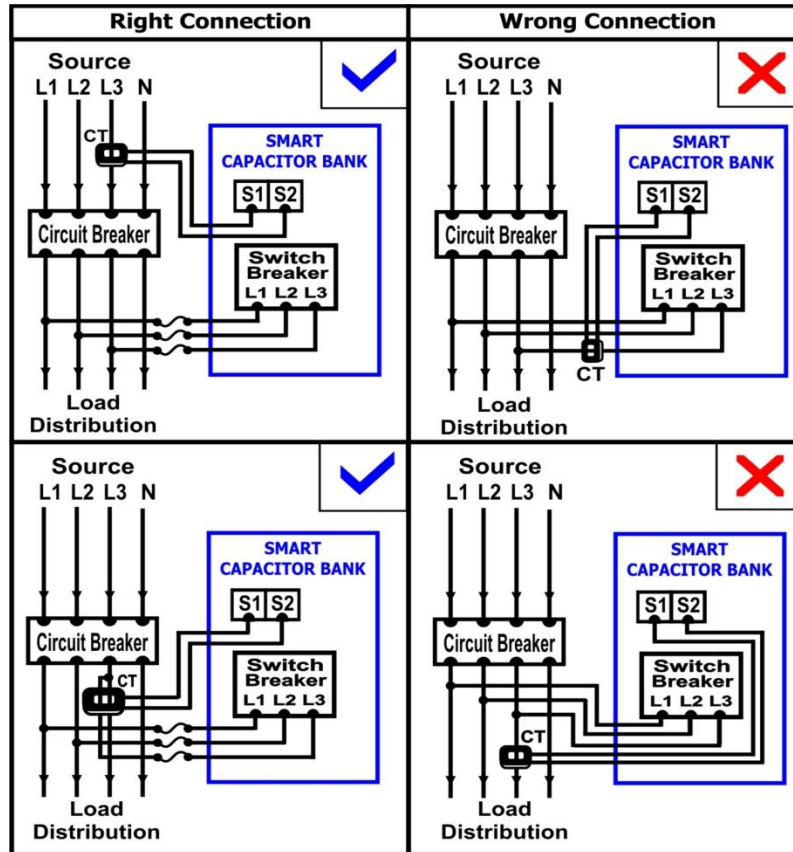 Right Connection
Wrong Connection
Source
L1 L2 L3 N
CT
SMART
CAPACITOR BANK
S1 S2
Circuit Breaker
Switch
Breaker
L1 L2 L3
Load
Distribution
Source
L1 L2 L3 N
SMART
CAPACITOR BANK
S1 S2
Circuit Breaker
Switch
Breaker
L1 L2 L3
CT
Load
Distribution
Source
L1 L2 L3 N
SMART
CAPACITOR BANK
S1 S2
Circuit Breaker
CT
Switch
Breaker
L1 L2 L3
Load
Distribution
Source
L1 L2 L3 N
SMART
CAPACITOR BANK
S1 S2
Circuit Breaker
Switch
Breaker
L1 L2 L3
CT
Load
Distribution